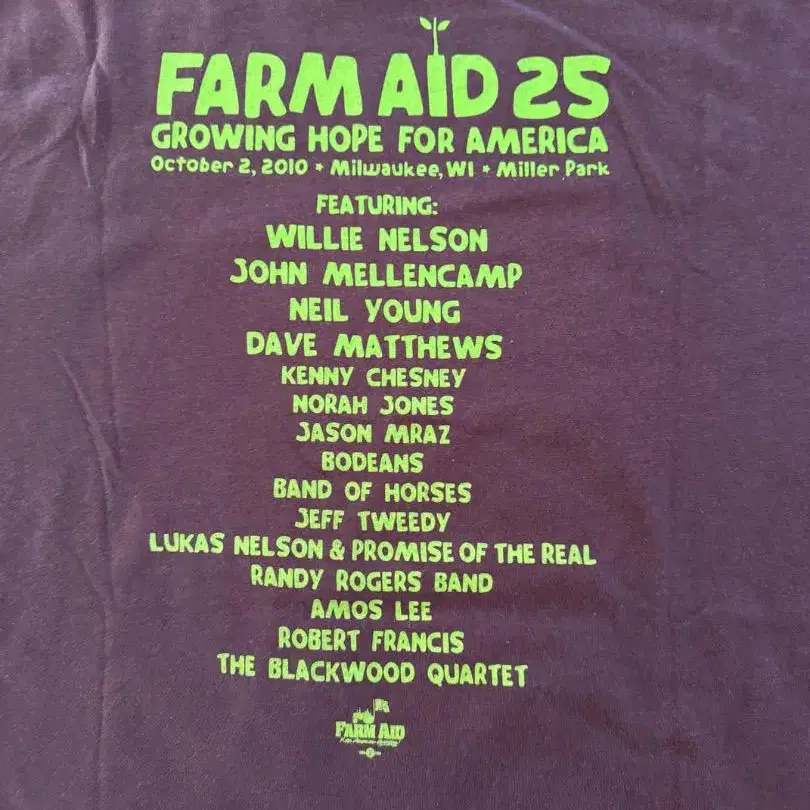 FARM AID 25
GROWING HOPE FOR AMERICA
October 2, 2010 * Milwaukee, WI * Miller Park
FEATURING:
WILLIE NELSON
JOHN MELLENCAMP
NEIL YOUNG
DAVE MATTHEWS
KENNY CHESNEY
NORAH JONES
JASON MRAZ
BODEANS
BAND OF HORSES
JEFF TWEEDY
LUKAS NELSON & PROMISE OF THE REAL
RANDY ROGERS BAND
AMOS LEE
ROBERT FRANCIS
THE BLACKWOOD QUARTET
FARM AID